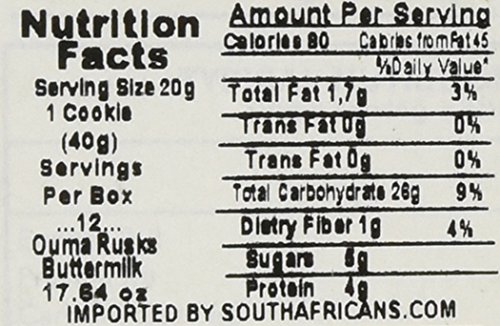 Nutrition
Facts
Serving Size 20g
1 Cookie
(40g)
Servings
Per Box
...12...
Ouma Rusks
Buttermilk
17.64 oz
Amount Per Serving
Calories 80 Calories from Fat 45
%Daily Value*
Total Fat 1,7g 3%
Trans Fat 0g 0%
Trans Fat 0g 0%
Total Carbohydrate 26g 9%
Dietry Fiber 1g 4%
Sugars 5g
Protein 4g
IMPORTED BY SOUTHAFRICANS.COM